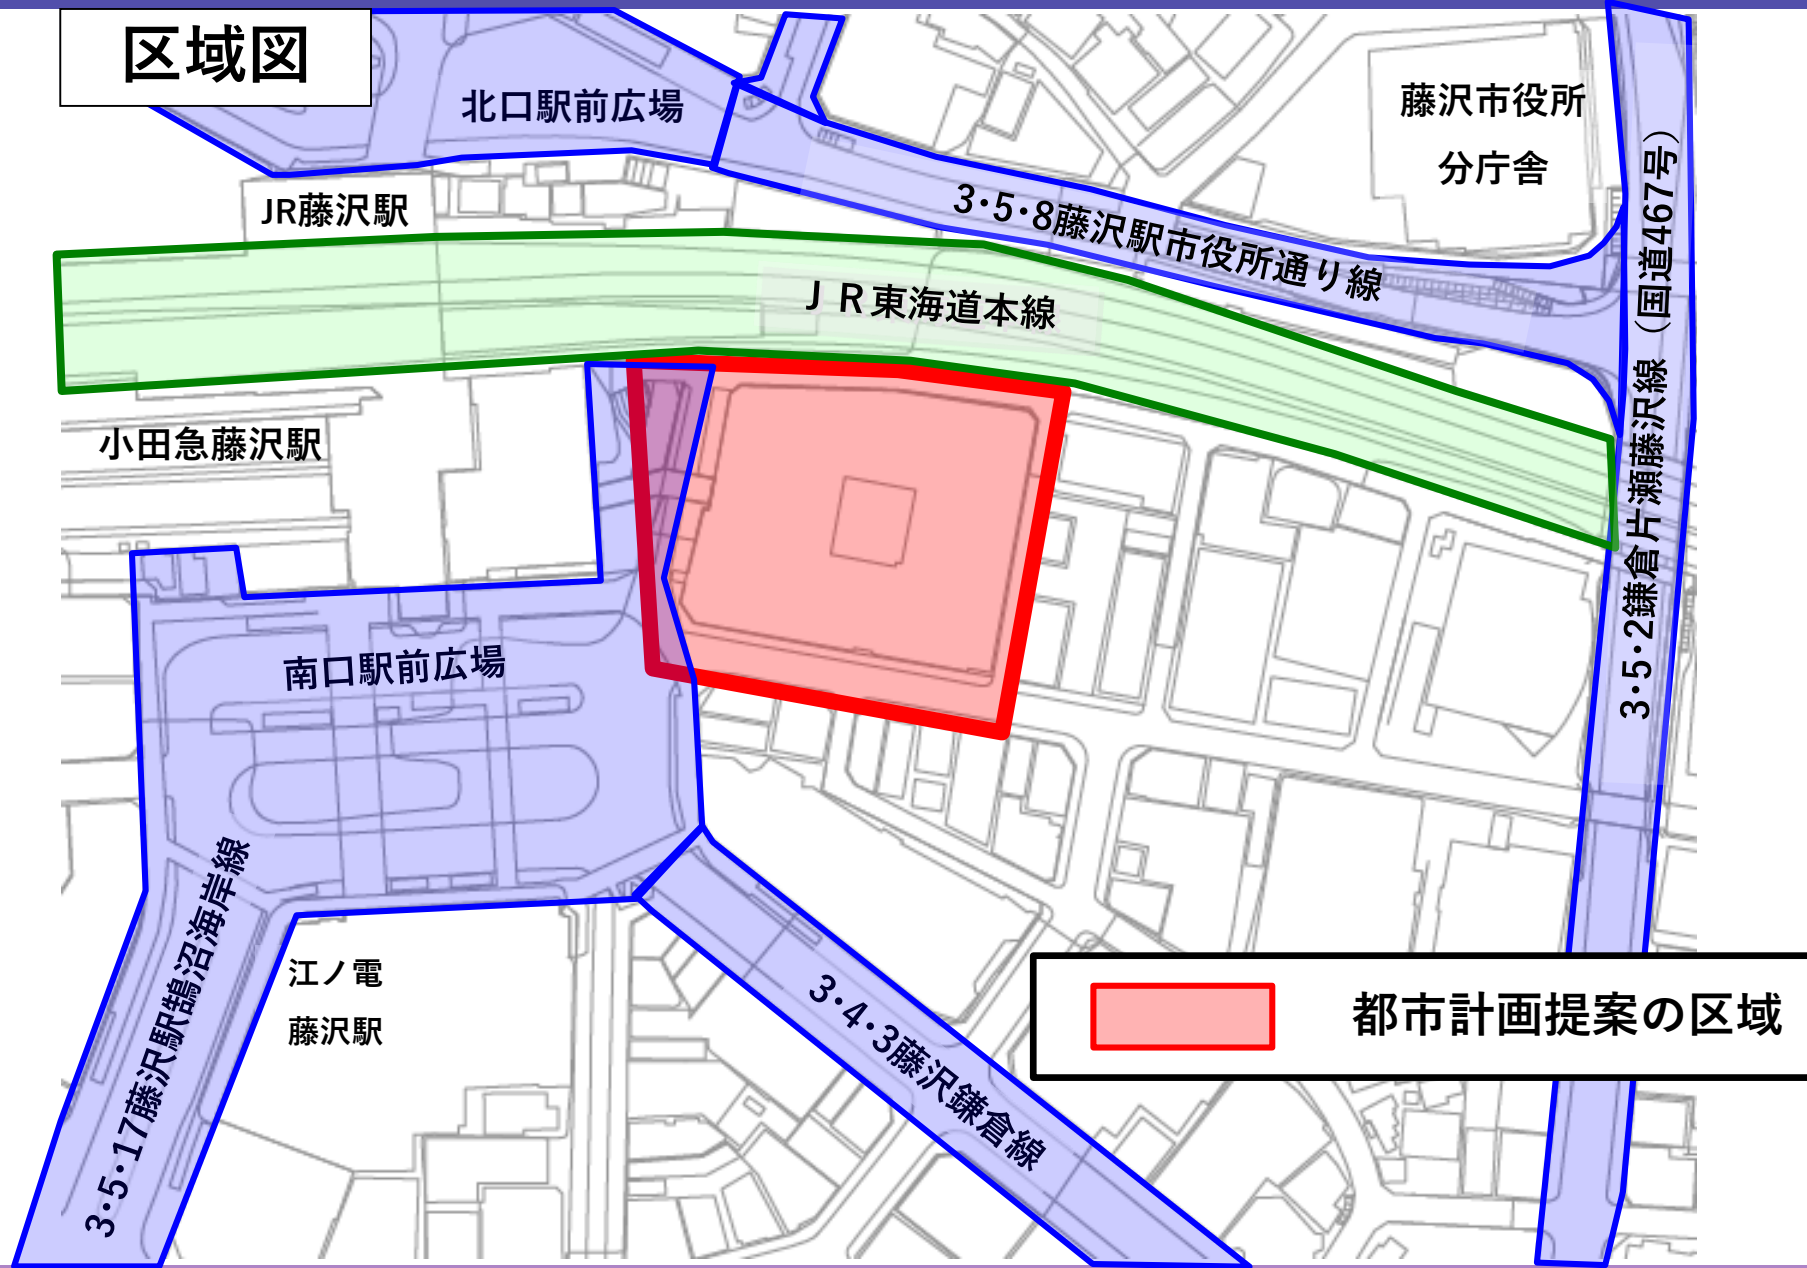 区域図
北口駅前広場
藤沢市役所
分庁舎
JR藤沢駅
3・5・8藤沢駅市役所通り線
3・5・2鎌倉片瀬藤沢線（国道467号）
ＪＲ東海道本線
小田急藤沢駅
南口駅前広場
3・5・17藤沢駅鵠沼海岸線
江ノ電
藤沢駅
3・4・3藤沢鎌倉線
都市計画提案の区域